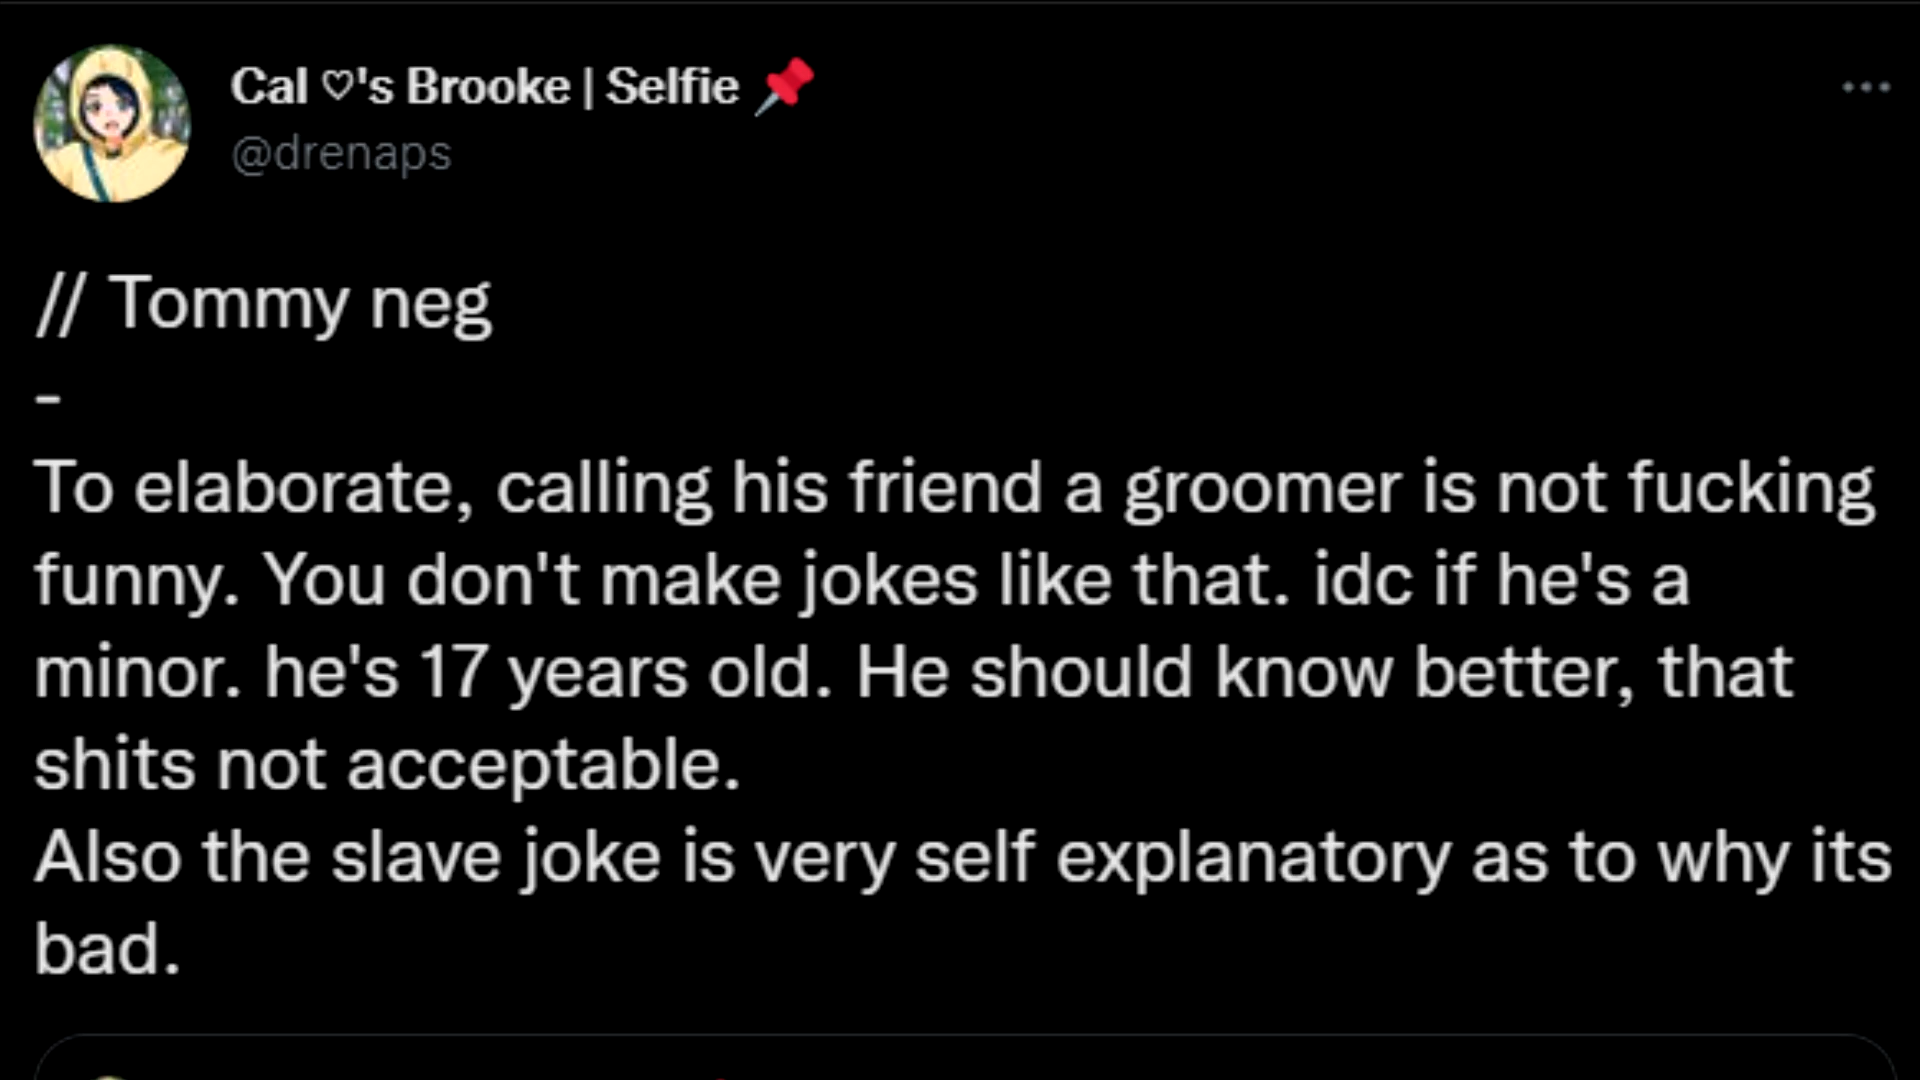 Cal ♡'s Brooke | Selfie 📌
@drenaps
// Tommy neg
-
To elaborate, calling his friend a groomer is not fucking
funny. You don't make jokes like that. idc if he's a
minor. he's 17 years old. He should know better, that
shits not acceptable.
Also the slave joke is very self explanatory as to why its
bad.